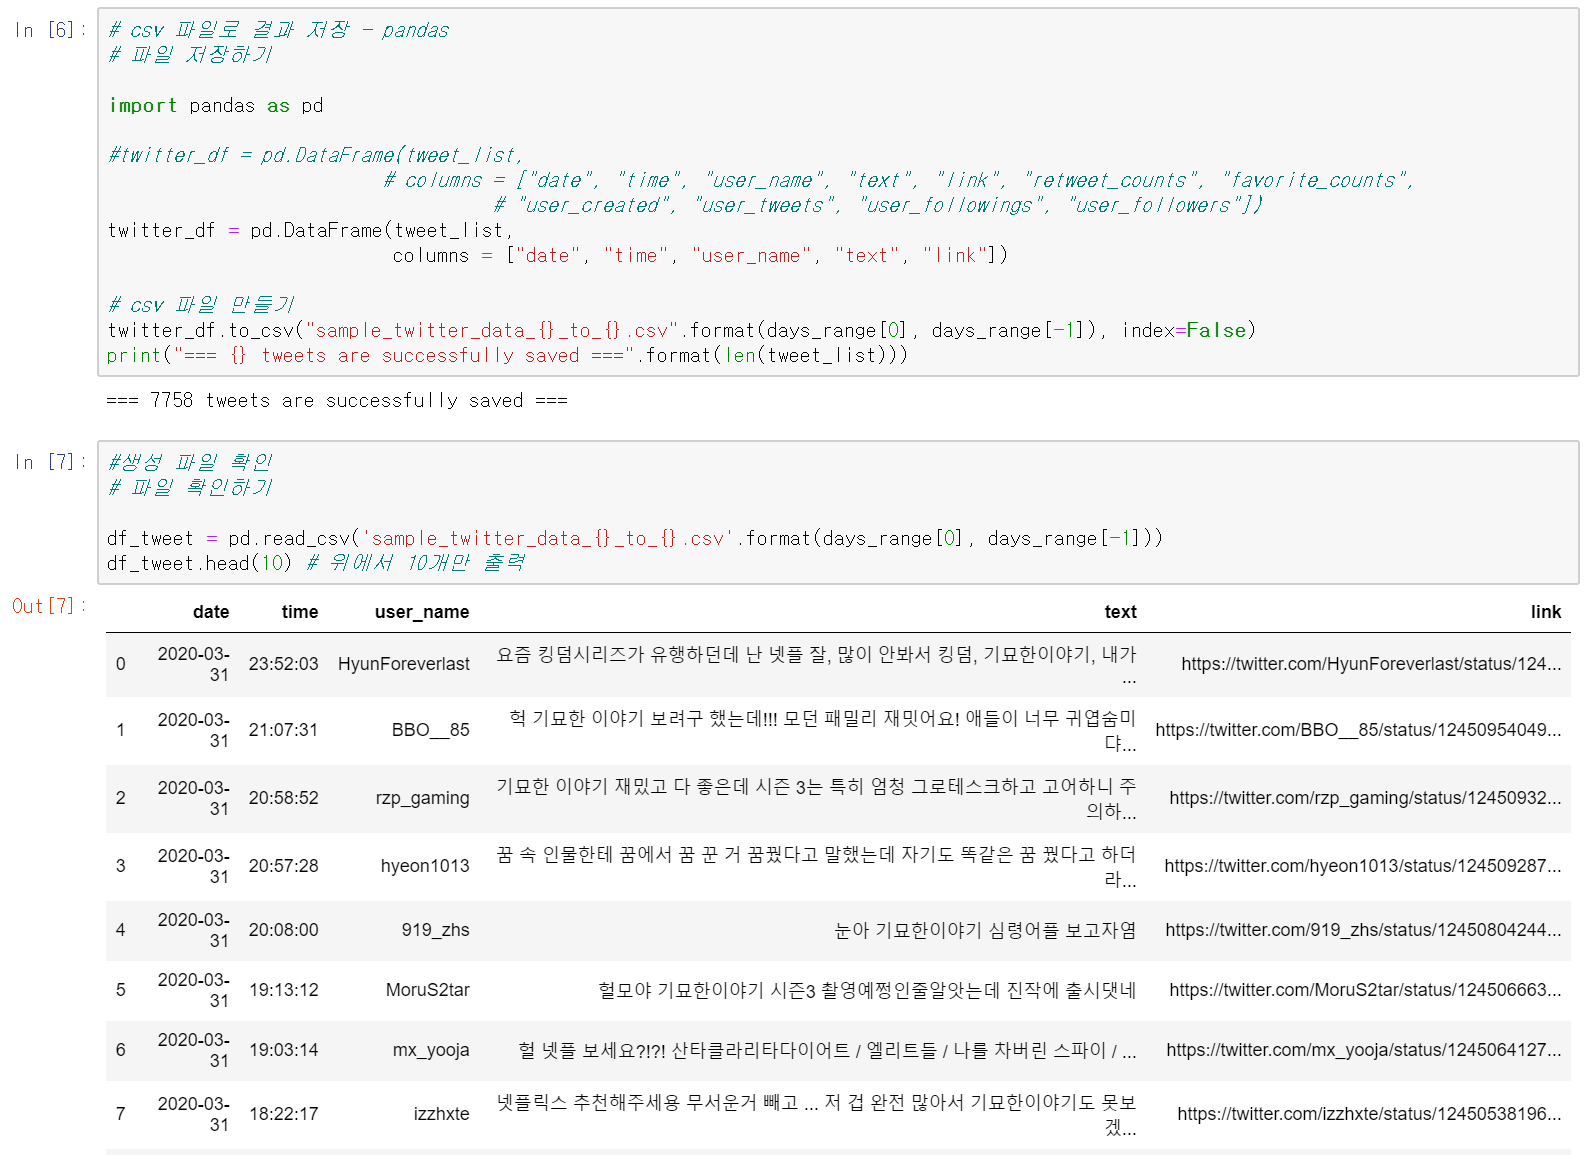 In [6]:
# csv 파일로 결과 저장 - pandas
# 파일 저장하기
import pandas as pd
#twitter_df = pd.DataFrame(tweet_list,
# columns = ["date", "time", "user_name", "text", "link", "retweet_counts", "favorite_counts",
# "user_created", "user_tweets", "user_followings", "user_followers"])
twitter_df = pd.DataFrame(tweet_list,
columns = ["date", "time", "user_name", "text", "link"])
# csv 파일 만들기
twitter_df.to_csv("sample_twitter_data_{}_to_{}.csv".format(days_range[0], days_range[-1]), index=False)
print("=== {} tweets are successfully saved ===".format(len(tweet_list)))
=== 7758 tweets are successfully saved ===
In [7]:
#생성 파일 확인
# 파일 확인하기
df_tweet = pd.read_csv('sample_twitter_data_{}_to_{}.csv'.format(days_range[0], days_range[-1]))
df_tweet.head(10) # 위에서 10개만 출력
Out[7]:
date time user_name text link
0 2020-03-31 23:52:03 HyunForeverlast 요즘 킹덤시리즈가 유행하던데 난 넷플 잘, 많이 안봐서 킹덤, 기묘한이야기, 내가 ... https://twitter.com/HyunForeverlast/status/124...
1 2020-03-31 21:07:31 BBO__85 헉 기묘한 이야기 보려구 했는데!!! 모던 패밀리 재밋어요! 애들이 너무 귀엽숨미댜... https://twitter.com/BBO__85/status/12450954049...
2 2020-03-31 20:58:52 rzp_gaming 기묘한 이야기 재밌고 다 좋은데 시즌 3는 특히 엄청 그로테스크하고 고어하니 주의하... https://twitter.com/rzp_gaming/status/12450932...
3 2020-03-31 20:57:28 hyeon1013 꿈 속 인물한테 꿈에서 꿈 꾼 거 꿈꿨다고 말했는데 자기도 똑같은 꿈 꿨다고 하더라... https://twitter.com/hyeon1013/status/124509287...
4 2020-03-31 20:08:00 919_zhs 눈아 기묘한이야기 심령어플 보고자염 https://twitter.com/919_zhs/status/12450804244...
5 2020-03-31 19:13:12 MoruS2tar 헐모야 기묘한이야기 시즌3 촬영예쩡인줄알앗는데 진작에 출시댓네 https://twitter.com/MoruS2tar/status/124506663...
6 2020-03-31 19:03:14 mx_yooja 헐 넷플 보세요?!?! 산타클라리타다이어트 / 엘리트들 / 나를 차버린 스파이 / ... https://twitter.com/mx_yooja/status/1245064127...
7 2020-03-31 18:22:17 izzhxte 넷플릭스 추천해주세용 무서운거 빼고 ... 저 겁 완전 많아서 기묘한이야기도 못보겠... https://twitter.com/izzhxte/status/12450538196...